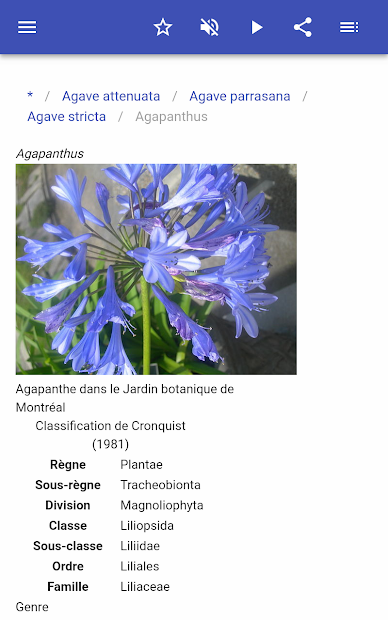 * / Agave attenuata / Agave parrasana /
Agave stricta / Agapanthus
Agapanthus
Agapanthe dans le Jardin botanique de
Montréal
Classification de Cronquist
(1981)
Règne Plantae
Sous-règne Tracheobionta
Division Magnoliophyta
Classe Liliopsida
Sous-classe Liliidae
Ordre Liliales
Famille Liliaceae
Genre